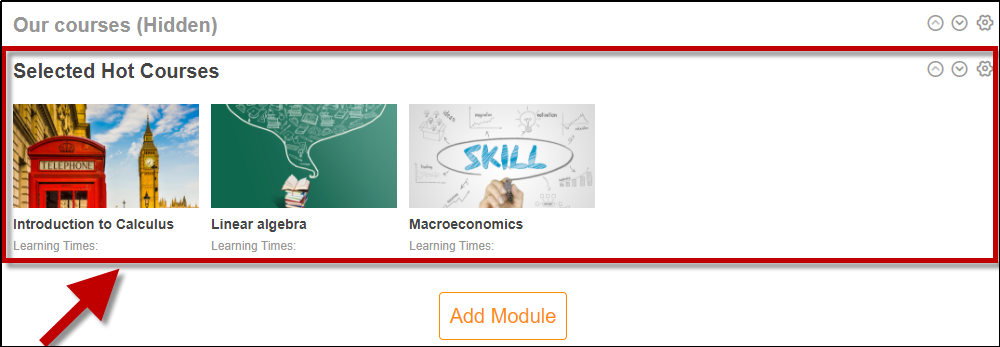 Our courses (Hidden)
Selected Hot Courses
TELEPHONE
SKILL
Introduction to Calculus
Linear algebra
Macroeconomics
Learning Times:
Learning Times:
Learning Times:
Add Module